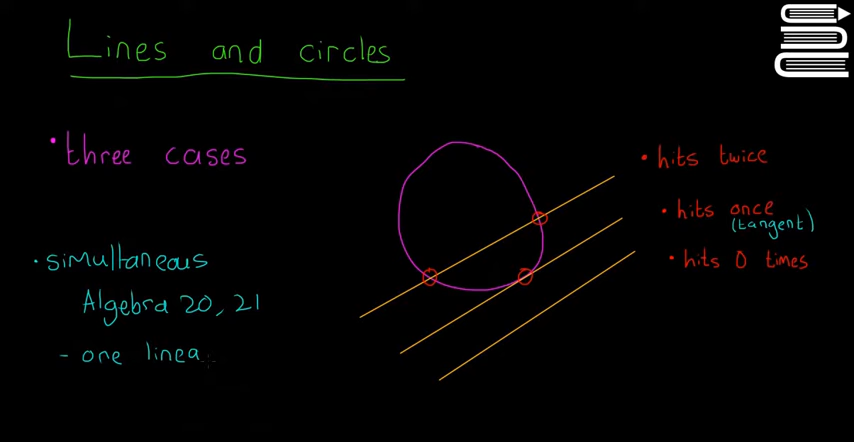 Lines and circles
• three cases
• hits twice
• hits once
(tangent)
• hits 0 times
• simultaneous
Algebra 20, 21
- one linea